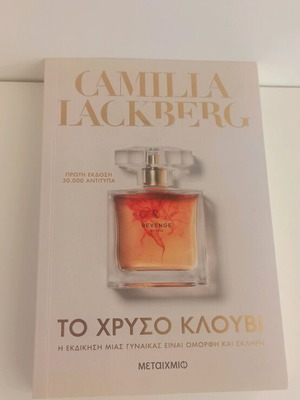 CAMILLA
LACKBERG
ΠΡΩΤΗ ΕΚΔΟΣΗ
30.000 ΑΝΤΙΤΥΠΑ
REVENGE
ΤΟ ΧΡΥΣΟ ΚΛΟΥΒΙ
Η ΕΚΔΙΚΗΣΗ ΜΙΑΣ ΓΥΝΑΙΚΑΣ ΕΙΝΑΙ ΟΜΟΡΦΗ ΚΑΙ ΣΚΛΗΡΗ
ΜΕΤΑΙΧΜΙΟ